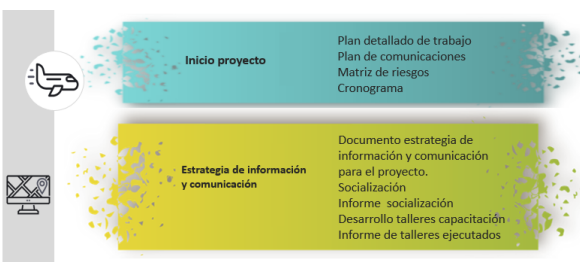 Inicio proyecto
Plan detallado de trabajo
Plan de comunicaciones
Matriz de riesgos
Cronograma
Estrategia de información
y comunicación
Documento estrategia de
información y comunicación
para el proyecto.
Socialización
Informe socialización
Desarrollo talleres capacitación
Informe de talleres ejecutados